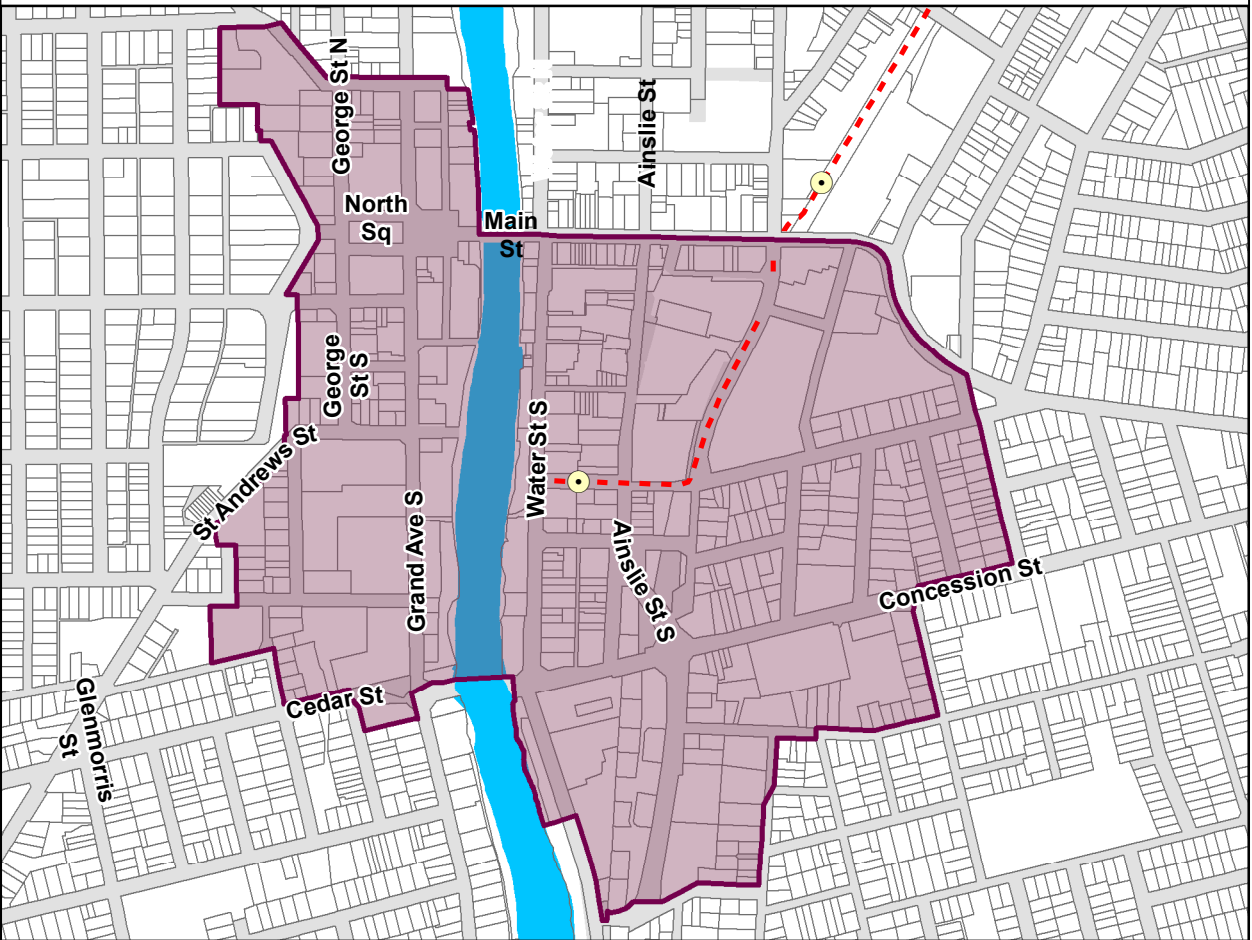 George St N
Ainslie St
North
Sq
Main
St
George
St S
St Andrews St
Water St S
Grand Ave S
Ainslie St S
Concession St
Cedar St
Glenmorris
St